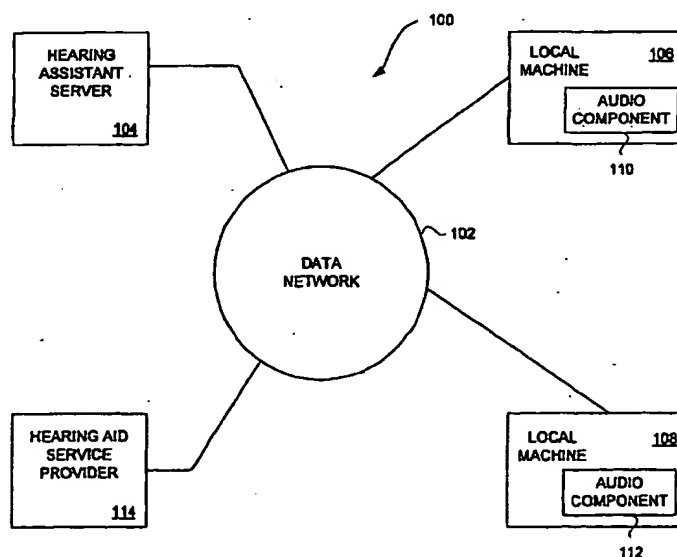 HEARING
ASSISTANT
SERVER
104
100
LOCAL
MACHINE
106
AUDIO
COMPONENT
110
102
DATA
NETWORK
HEARING AID
SERVICE
PROVIDER
114
LOCAL
MACHINE
108
AUDIO
COMPONENT
112